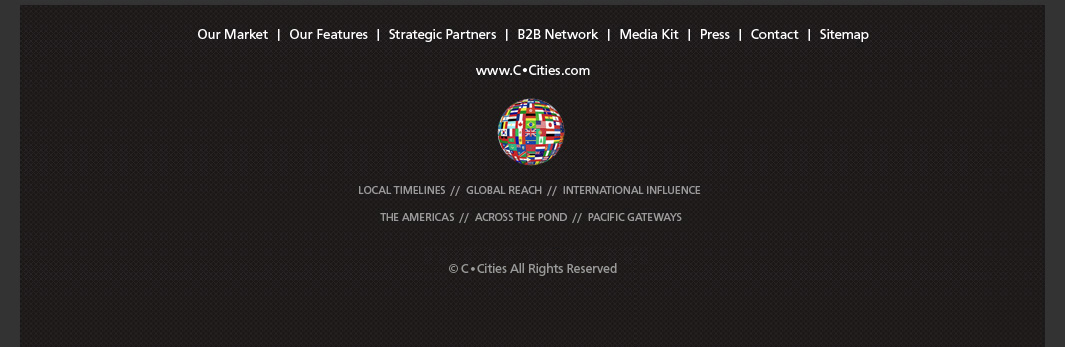 Our Market | Our Features | Strategic Partners | B2B Network | Media Kit | Press | Contact | Sitemap
www.C•Cities.com
LOCAL TIMELINES // GLOBAL REACH // INTERNATIONAL INFLUENCE
THE AMERICAS // ACROSS THE POND // PACIFIC GATEWAYS
© C•Cities All Rights Reserved